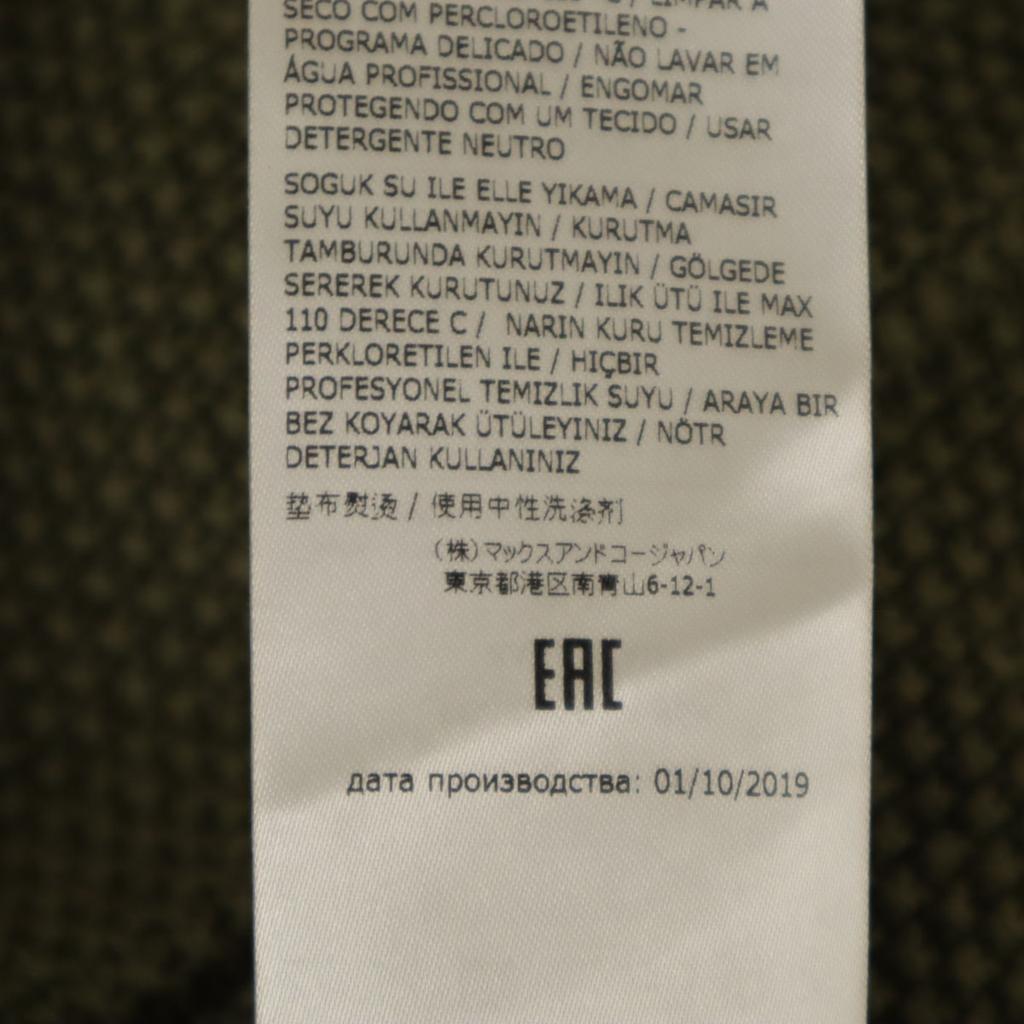 LIMPAR A
SECO COM PERCLOROETILENO -
PROGRAMA DELICADO / NÃO LAVAR EM
ÁGUA PROFISSIONAL / ENGOMAR
PROTEGENDO COM UM TECIDO / USAR
DETERGENTE NEUTRO
SOGUK SU ILE ELLE YIKAMA / CAMASIR
SUYU KULLANMAYIN / KURUTMA
TAMBURUNDA KURUTMAYIN / GÖLGEDE
SEREREK KURUTUNUZ / ILIK ÜTÜ ILE MAX
110 DERECE C / NARIN KURU TEMIZLEME
PERKLORETILEN ILE / HIÇBIR
PROFESYONEL TEMIZLIK SUYU / ARAYA BIR
BEZ KOYARAK ÜTÜLEYINIZ / NÖTR
DETERJAN KULLANINIZ
垫布熨烫 / 使用中性洗涤剂
(株)マックスアンドコージャパン
東京都港区南青山6-12-1
EAC
дата производства: 01/10/2019